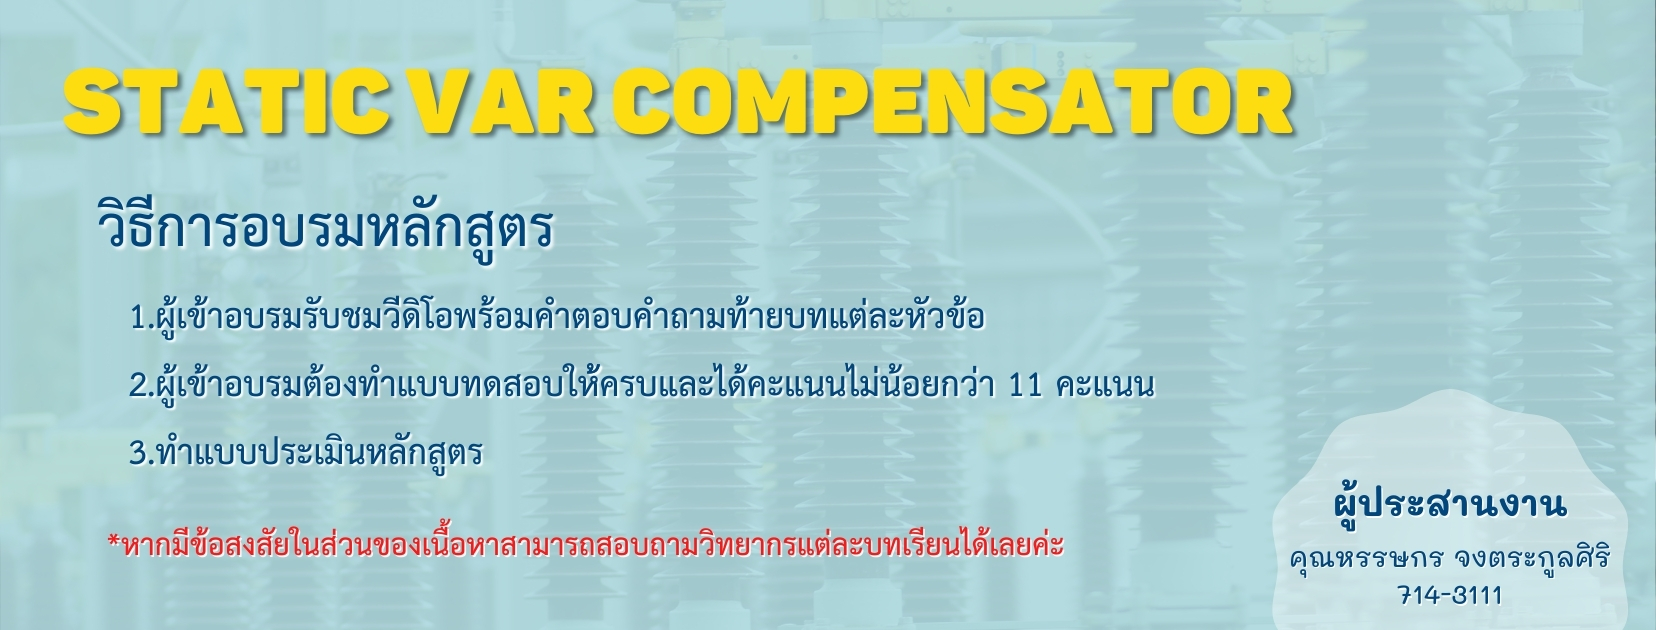 STATIC VAR COMPENSATOR
วิธีการอบรมหลักสูตร
1.ผู้เข้าอบรมรับชมวีดิโอพร้อมคำตอบคำถามท้ายบทแต่ละหัวข้อ
2.ผู้เข้าอบรมต้องทำแบบทดสอบให้ครบและได้คะแนนไม่น้อยกว่า 11 คะแนน
3.ทำแบบประเมินหลักสูตร
*หากมีข้อสงสัยในส่วนของเนื้อหาสามารถสอบถามวิทยากรแต่ละบทเรียนได้เลยค่ะ
ผู้ประสานงาน
คุณหรรษกร จงตระกูลศิริ
714-3111